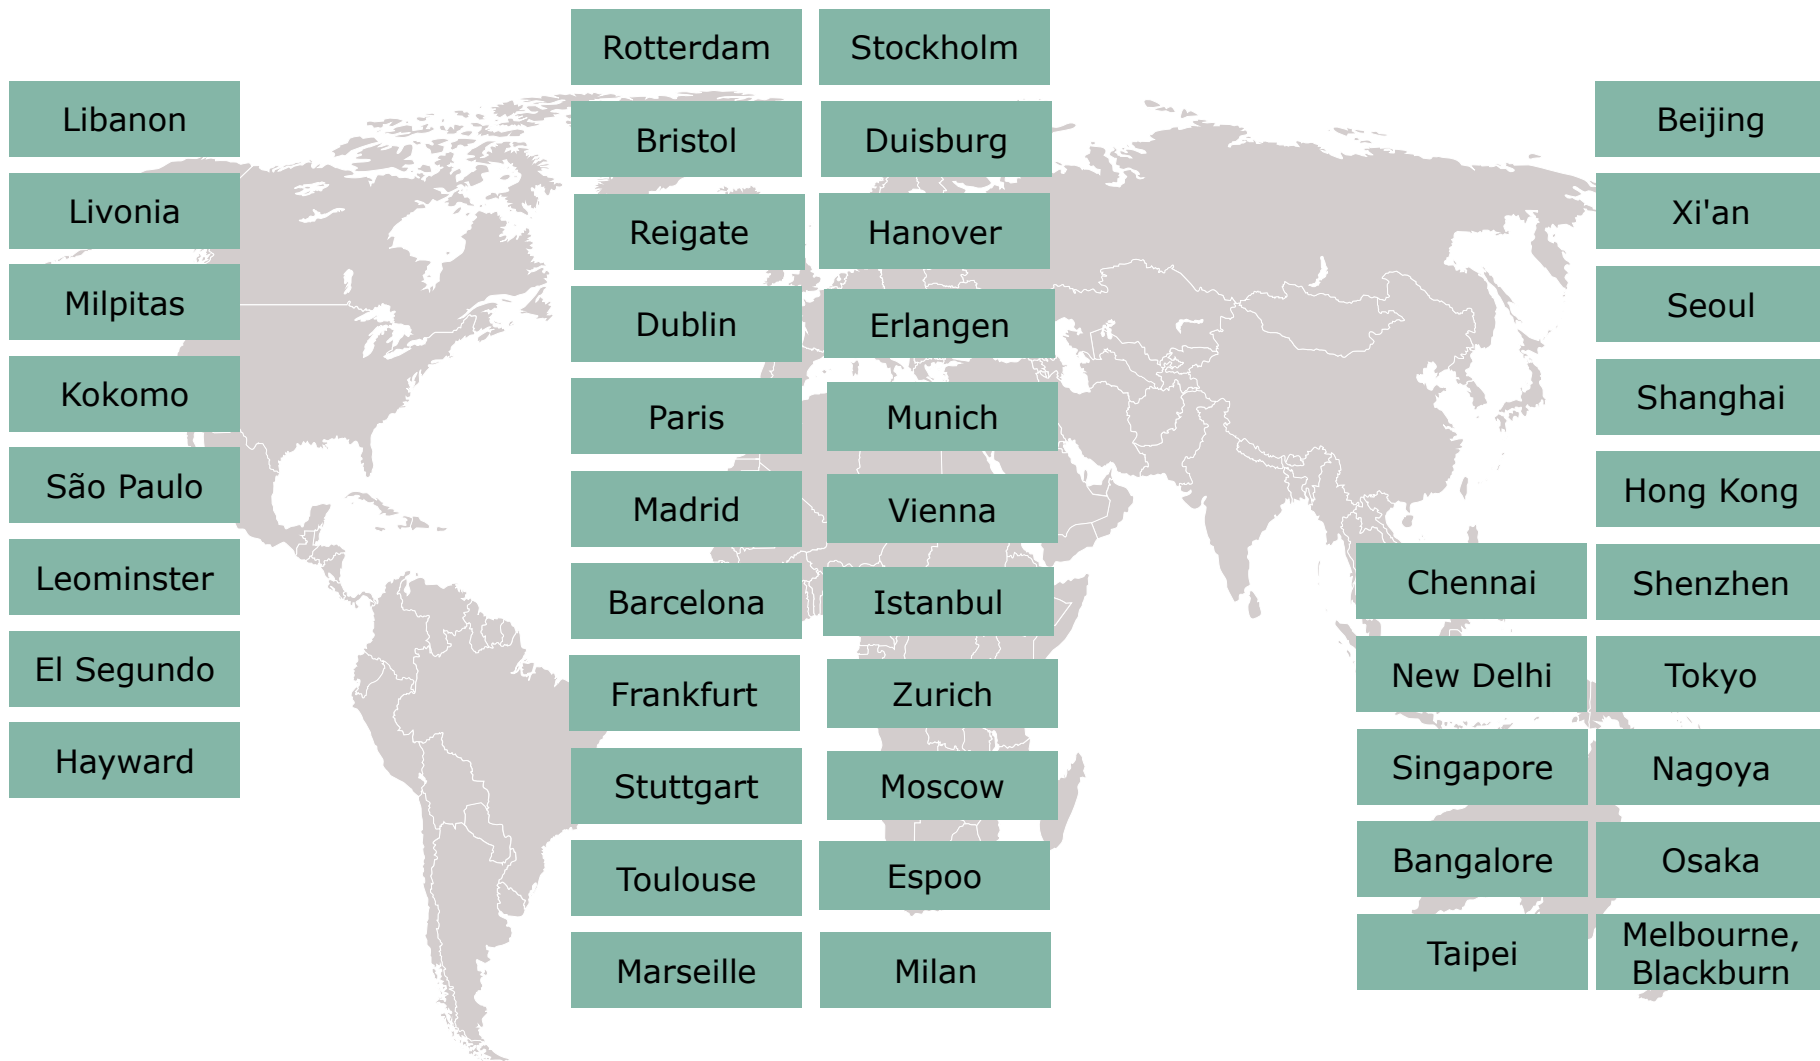 Libanon
Livonia
Milpitas
Kokomo
São Paulo
Leominster
El Segundo
Hayward
Rotterdam
Bristol
Reigate
Dublin
Paris
Madrid
Barcelona
Frankfurt
Stuttgart
Toulouse
Marseille
Stockholm
Duisburg
Hanover
Erlangen
Munich
Vienna
Istanbul
Zurich
Moscow
Espoo
Milan
Chennai
New Delhi
Singapore
Bangalore
Taipei
Beijing
Xi'an
Seoul
Shanghai
Hong Kong
Shenzhen
Tokyo
Nagoya
Osaka
Melbourne,
Blackburn